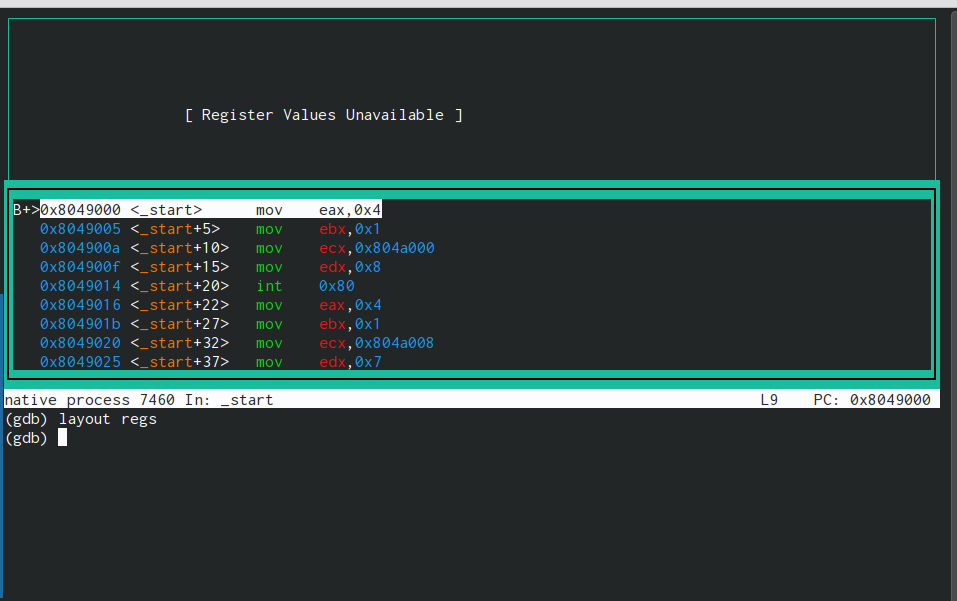 [ Register Values Unavailable ]
B+>0x8049000 <_start>      mov    eax,0x4
0x8049005 <_start+5>    mov    ebx,0x1
0x804900a <_start+10>   mov    ecx,0x804a000
0x804900f <_start+15>   mov    edx,0x8
0x8049014 <_start+20>   int    0x80
0x8049016 <_start+22>   mov    eax,0x4
0x804901b <_start+27>   mov    ebx,0x1
0x8049020 <_start+32>   mov    ecx,0x804a008
0x8049025 <_start+37>   mov    edx,0x7
native process 7460 In: _start    L9    PC: 0x8049000
(gdb) layout regs
(gdb)